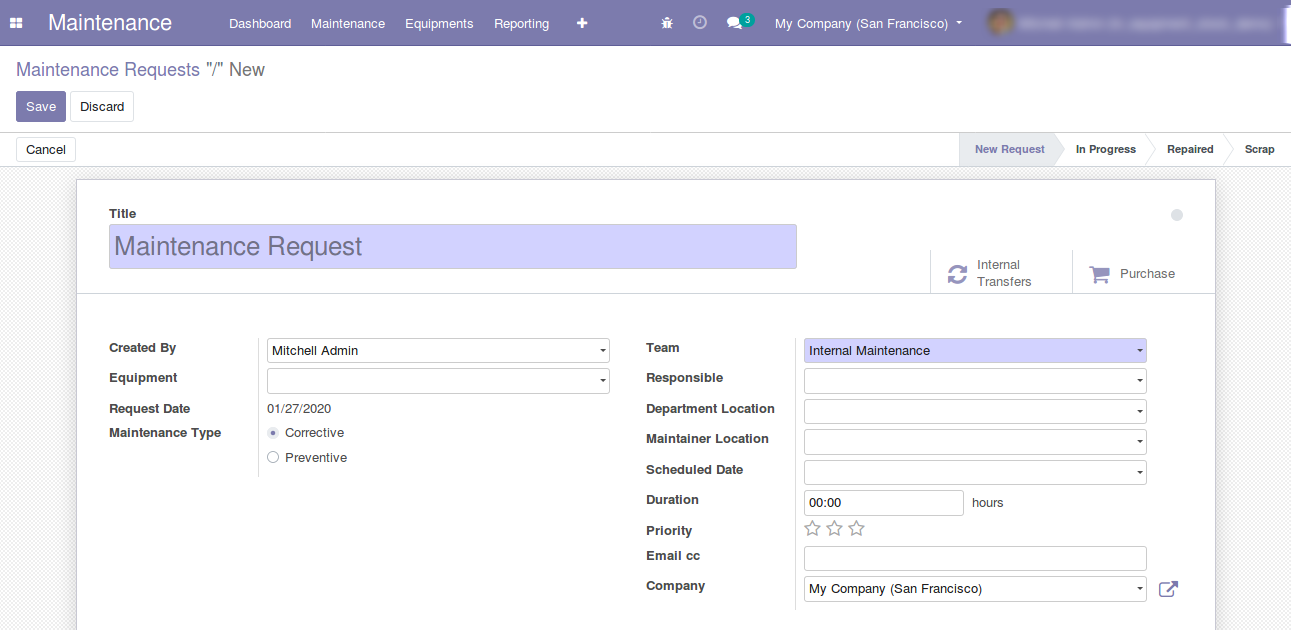 Maintenance Dashboard Maintenance Equipments Reporting 3 My Company (San Francisco)
Maintenance Requests "/" New
Save Discard
Cancel New Request In Progress Repaired Scrap
Title
Maintenance Request
Internal Transfers
Purchase
Created By Mitchell Admin
Equipment
Request Date 01/27/2020
Maintenance Type Corrective
Preventive
Team Internal Maintenance
Responsible
Department Location
Maintainer Location
Scheduled Date
Duration 00:00 hours
Priority
Email cc
Company My Company (San Francisco)